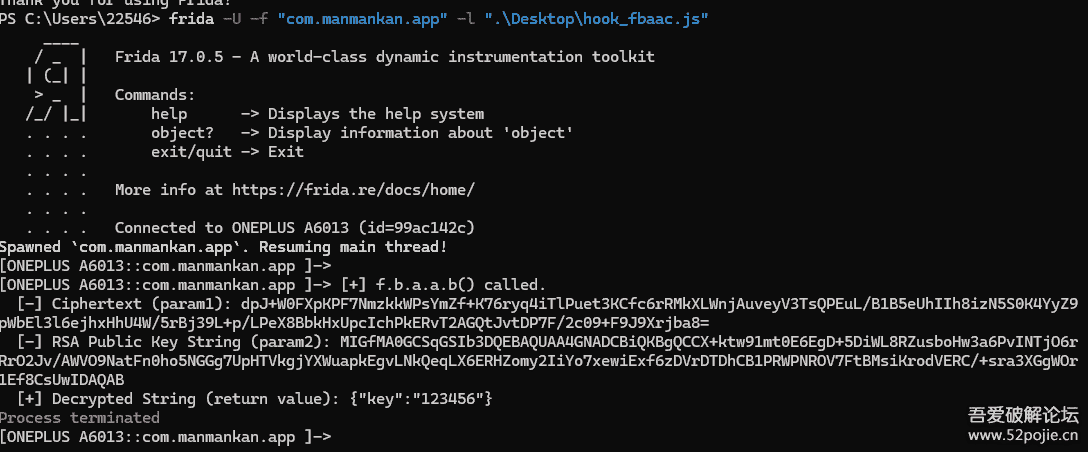 Thank you for using Frida!
PS C:\Users\22546> frida -U -f "com.manmankan.app" -l ".\Desktop\hook_fbaac.js"
     ____
    / _  |   Frida 17.0.5 - A world-class dynamic instrumentation toolkit
   | (_| |
    > _  |   Commands:
   /_/ |_|       help      -> Displays the help system
   . . . .       object?   -> Display information about 'object'
   . . . .       exit/quit -> Exit
   . . . .
   . . . .   More info at https://frida.re/docs/home/
   . . . .
   . . . .   Connected to ONEPLUS A6013 (id=99ac142c)
Spawned `com.manmankan.app`. Resuming main thread!
[ONEPLUS A6013::com.manmankan.app ]->
[ONEPLUS A6013::com.manmankan.app ]-> [+] f.b.a.a.b() called.
  [-] Ciphertext (param1): dpJ+W0FXpKPF7NmzkkWPsYmZf+K76ryq4iTlPuet3KCfc6rRMkXLWnjAuveyV3TsQPEuL/B1B5eUhIIh8izN5S0K4YyZ9
pWbEl3l6ejhxHhU4W/5rBj39L+p/LPeX8BbkHxUpcIchPkERvT2AGQtJvtDP7F/2c09+F9J9Xrjba8=
  [-] RSA Public Key String (param2): MIGfMA0GCSqGSIb3DQEBAQUAA4GNADCBiQKBgQCCX+ktw91mt0E6EgD+5DiWL8RZusboHw3a6PvINTjO6r
RrO2Jv/AWVO9NatFn0ho5NGGg7UpHTVkgjYXWuapkEgvLNkQeqLX6ERHZomy2IiYo7xewiExf6zDVrDTDhCB1PRWPNROV7FtBMsiKrodVERC/+sra3XGgWOr
1Ef8CsUwIDAQAB
  [+] Decrypted String (return value): {"key":"123456"}
Process terminated
[ONEPLUS A6013::com.manmankan.app ]->
吾爱破解论坛
www.52pojie.cn